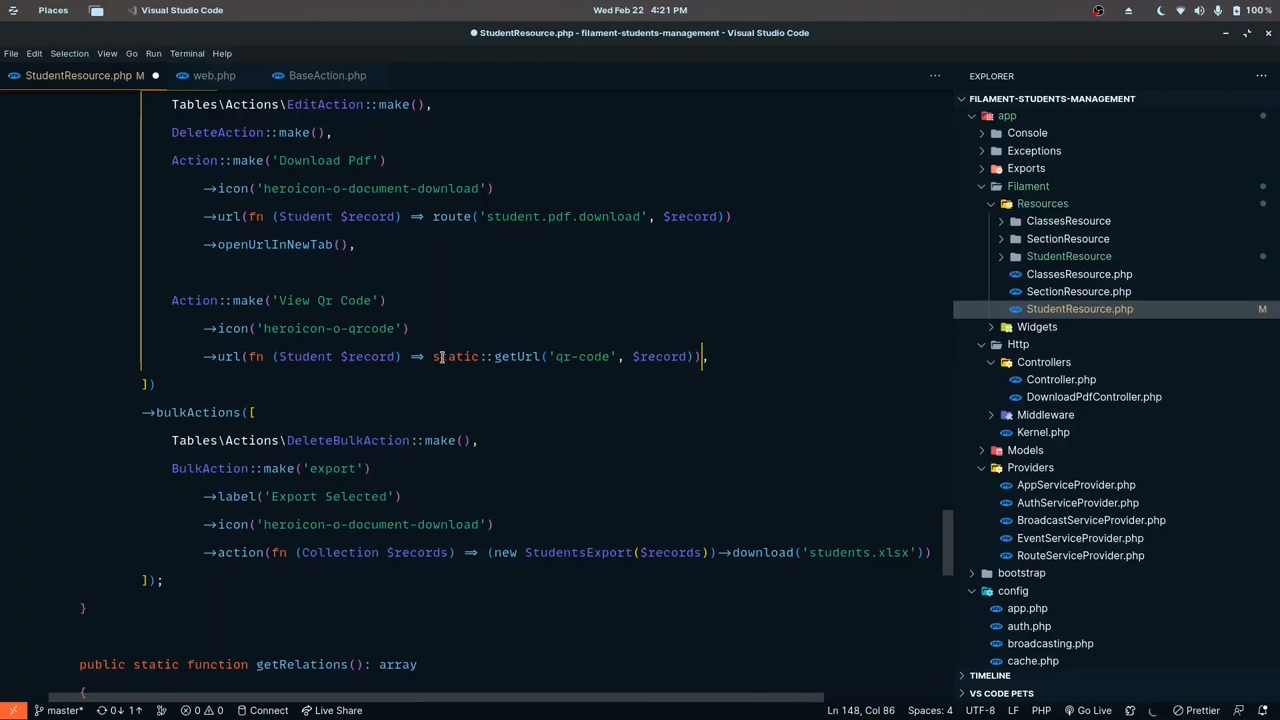 Places
Visual Studio Code
Wed Feb 22 4:21 PM
100 %
● StudentResource.php - filament-students-management - Visual Studio Code
File Edit Selection View Go Run Terminal Help
StudentResource.php M ●
web.php
BaseAction.php
Tables\Actions\EditAction::make(),
DeleteAction::make(),
Action::make('Download Pdf')
→icon('heroicon-o-document-download')
→url(fn (Student $record) ⇒ route('student.pdf.download', $record))
→openUrlInNewTab(),
Action::make('View Qr Code')
→icon('heroicon-o-qrcode')
→url(fn (Student $record) ⇒ static::getUrl('qr-code', $record)),
])
→bulkActions([
Tables\Actions\DeleteBulkAction::make(),
BulkAction::make('export')
→label('Export Selected')
→icon('heroicon-o-document-download')
→action(fn (Collection $records) ⇒ (new StudentsExport($records))→download('students.xlsx'))
]);
}
public static function getRelations(): array
{
EXPLORER
FILAMENT-STUDENTS-MANAGEMENT
app
Console
Exceptions
Exports
Filament
Resources
ClassesResource
SectionResource
StudentResource
ClassesResource.php
SectionResource.php
StudentResource.php M
Widgets
Http
Controllers
Controller.php
DownloadPdfController.php
Middleware
Kernel.php
Models
Providers
AppServiceProvider.php
AuthServiceProvider.php
BroadcastServiceProvider.php
EventServiceProvider.php
RouteServiceProvider.php
bootstrap
config
app.php
auth.php
broadcasting.php
cache.php
TIMELINE
VS CODE PETS
master* 0↓ 1↑ 0 0 Connect Live Share
Ln 148, Col 86 Spaces: 4 UTF-8 LF PHP Go Live Prettier